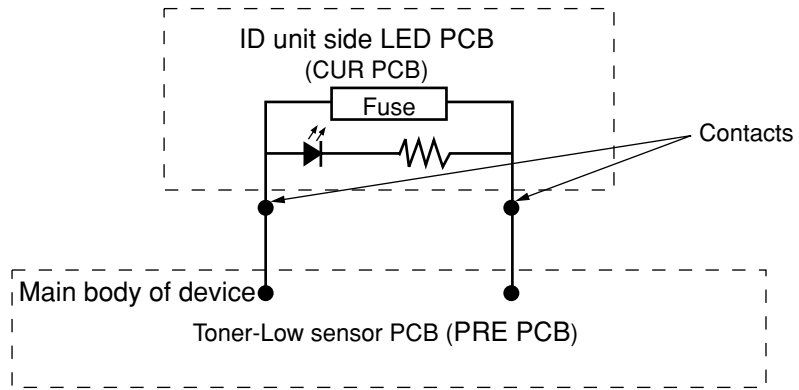 ID unit side LED PCB
(CUR PCB)
Fuse
Contacts
Main body of device
Toner-Low sensor PCB (PRE PCB)